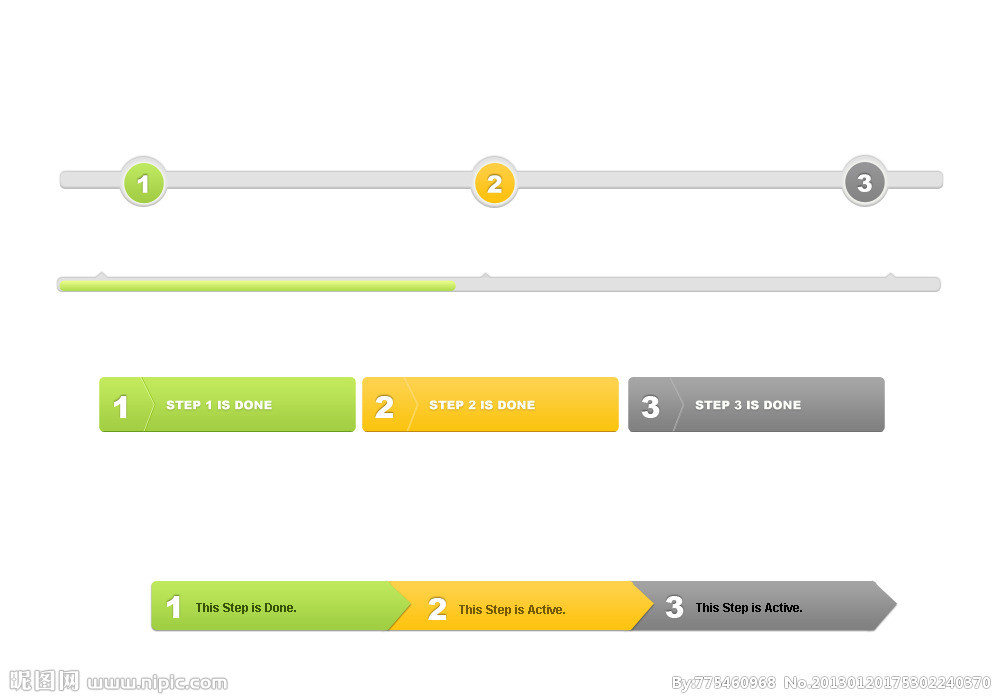 1
2
3
1 STEP 1 IS DONE
2 STEP 2 IS DONE
3 STEP 3 IS DONE
1 This Step is Done.
2 This Step is Active.
3 This Step is Active.
昵图网 www.nipic.com
By:775460968 No.20130120175302240370